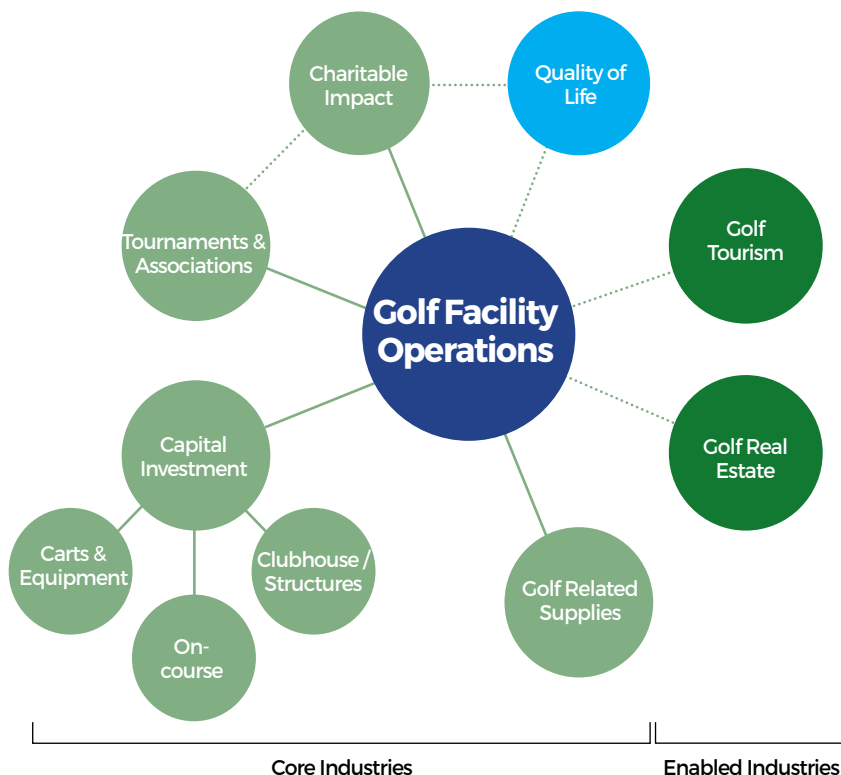 Charitable
Impact
Quality of
Life
Tournaments &
Associations
Golf
Tourism
Golf Facility
Operations
Capital
Investment
Golf Real
Estate
Carts &
Equipment
Clubhouse /
Structures
Golf Related
Supplies
On-
course
Core Industries
Enabled Industries